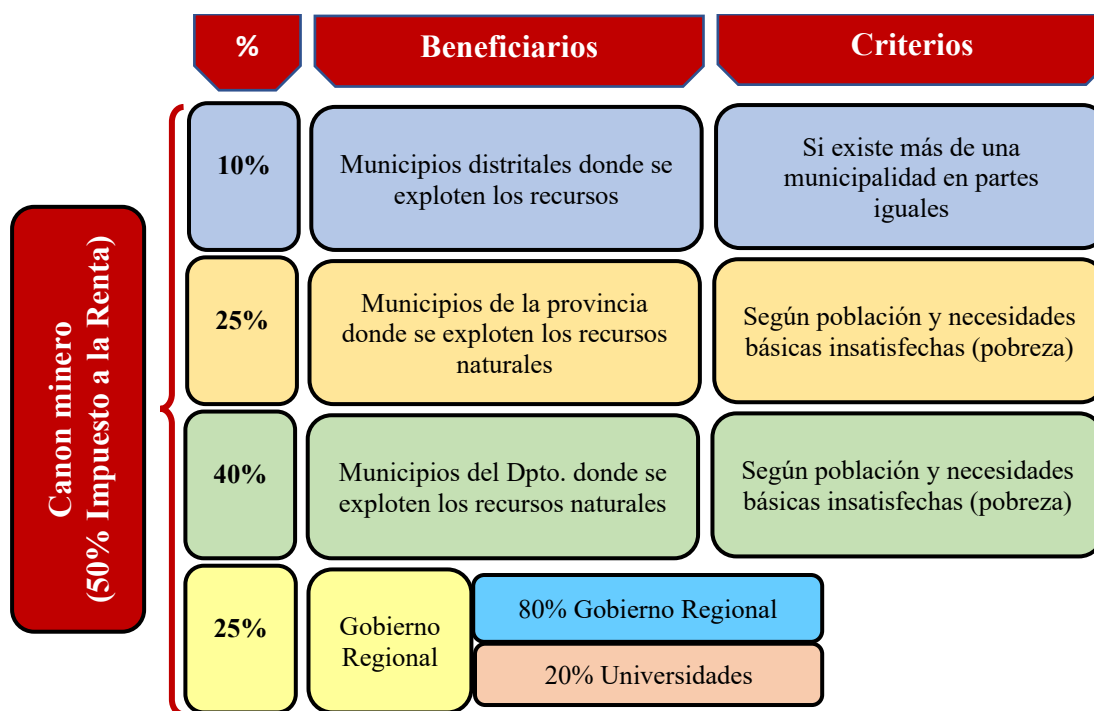 %
Beneficiarios
Criterios
Canon minero
(50% Impuesto a la Renta)
10%
Municipios distritales donde se
exploten los recursos
Si existe más de una
municipalidad en partes
iguales
25%
Municipios de la provincia
donde se exploten los recursos
naturales
Según población y necesidades
básicas insatisfechas (pobreza)
40%
Municipios del Dpto. donde se
exploten los recursos naturales
Según población y necesidades
básicas insatisfechas (pobreza)
25%
Gobierno
Regional
80% Gobierno Regional
20% Universidades